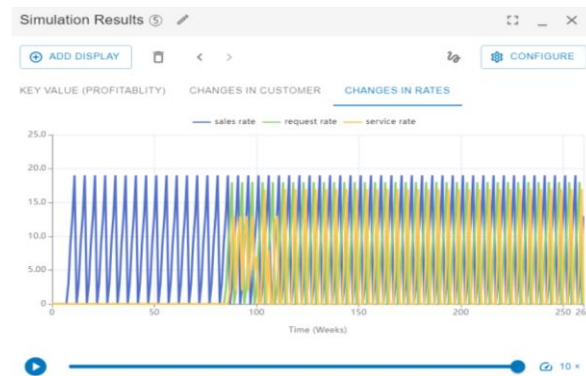 Simulation Results 5
ADD DISPLAY
CONFIGURE
KEY VALUE (PROFITABLITY) CHANGES IN CUSTOMER CHANGES IN RATES
sales rate request rate service rate
25.0
20.0
15.0
10.0
5.00
0
0 50 100 150 200 250 26
Time (Weeks)
10 ×